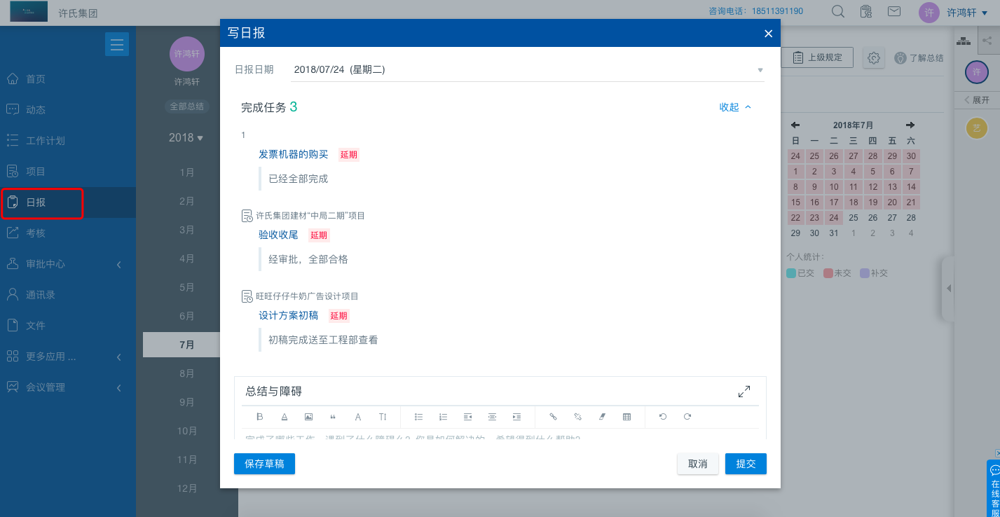 许氏集团
咨询电话：18511391190
许
许鸿轩
首页
动态
工作计划
项目
日报
考核
审批中心
通讯录
文件
更多应用 ...
会议管理
许鸿轩
许鸿轩
全部总结
2018
1月
2月
3月
4月
5月
6月
7月
8月
9月
10月
11月
12月
写日报
日报日期 2018/07/24 (星期二)
完成任务 3
收起
1
发票机器的购买 延期
已经全部完成
许氏集团建材“中局二期”项目
验收收尾 延期
经审批，全部合格
旺旺仔仔牛奶广告设计项目
设计方案初稿 延期
初稿完成送至工程部查看
总结与障碍
完成了哪些工作，遇到了什么障碍么？你是如何解决的，希望得到什么帮助？
保存草稿 取消 提交
上级规定 了解总结
2018年7月
日 一 二 三 四 五 六
24 25 26 27 28 29 30
1 2 3 4 5 6 7
8 9 10 11 12 13 14
15 16 17 18 19 20 21
22 23 24 25 26 27 28
29 30 31 1 2 3 4
个人统计：
已交 未交 补交
许
展开
艺
在线客服